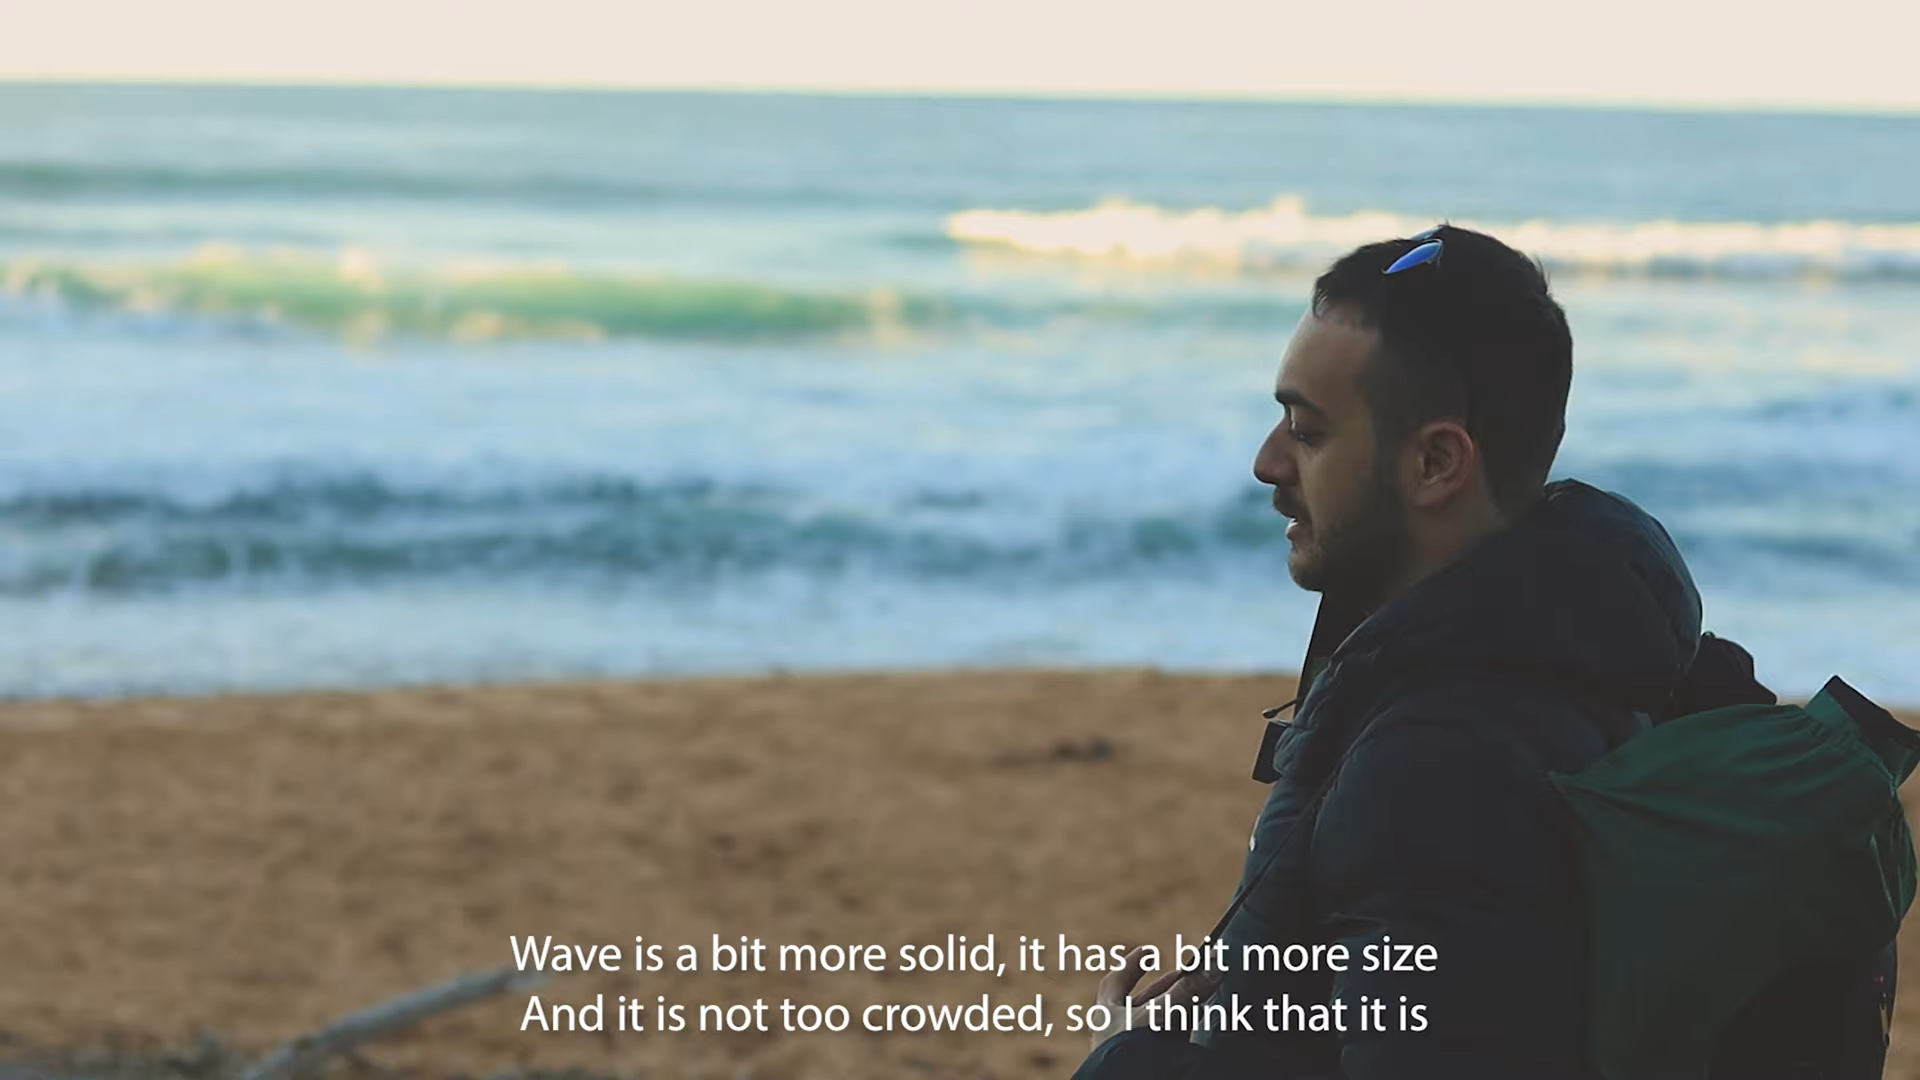 Wave is a bit more solid, it has a bit more size
And it is not too crowded, so I think that it is